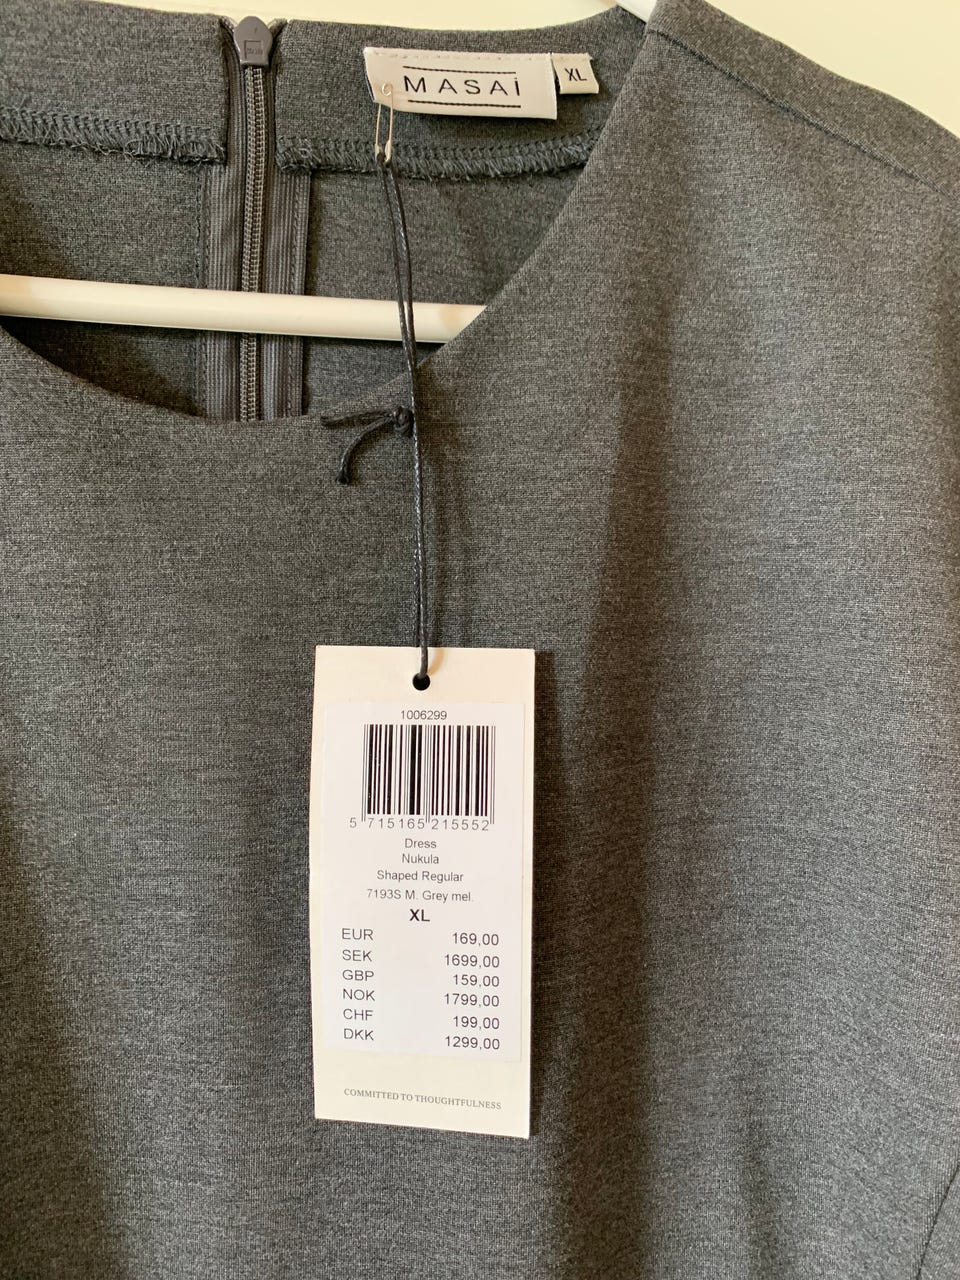 MASAÏ
XL
1006299
5 715165 215552
Dress
Nukula
Shaped Regular
7193S M. Grey mel.
XL
EUR 169,00
SEK 1699,00
GBP 159,00
NOK 1799,00
CHF 199,00
DKK 1299,00
COMMITTED TO THOUGHTFULNESS